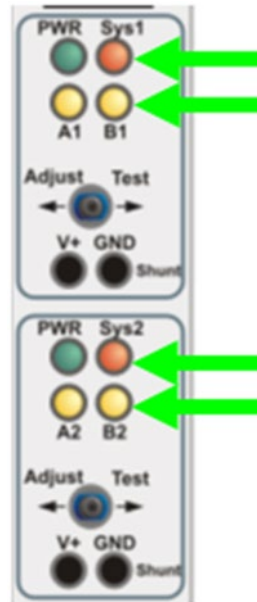 PWR Sys1
A1 B1
Adjust Test
V+ GND
Shunt
PWR Sys2
A2 B2
Adjust Test
V+ GND
Shunt